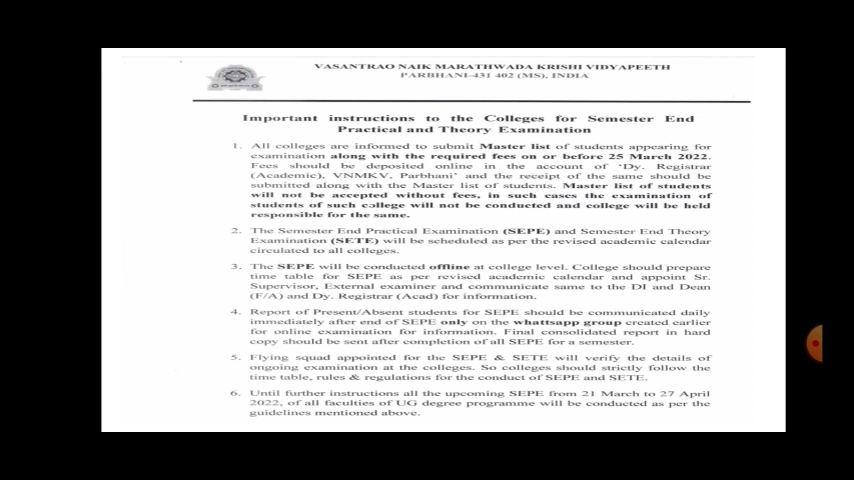 VASANTRAO NAIK MARATHWADA KRISHI VIDYAPEETH
PARBHANI-431 402 (MS), INDIA
Important instructions to the Colleges for Semester End
Practical and Theory Examination
1. All colleges are informed to submit Master list of students appearing for
examination along with the required fees on or before 25 March 2022.
Fees should be deposited online in the account of 'Dy. Registrar
(Academic), VNMKV, Parbhani' and the receipt of the same should be
submitted along with the Master list of students. Master list of students
will not be accepted without fees, in such cases the examination of
students of such college will not be conducted and college will be held
responsible for the same.
2. The Semester End Practical Examination (SEPE) and Semester End Theory
Examination (SETE) will be scheduled as per the revised academic calendar
circulated to all colleges.
3. The SEPE will be conducted offline at college level. College should prepare
time table for SEPE as per revised academic calendar and appoint Sr.
Supervisor, External examiner and communicate same to the DI and Dean
(F/A) and Dy. Registrar (Acad) for information.
4. Report of Present/Absent students for SEPE should be communicated daily
immediately after end of SEPE only on the whattsapp group created earlier
for online examination for information. Final consolidated report in hard
copy should be sent after completion of all SEPE for a semester.
5. Flying squad appointed for the SEPE & SETE will verify the details of
ongoing examination at the colleges. So colleges should strictly follow the
time table, rules & regulations for the conduct of SEPE and SETE.
6. Until further instructions all the upcoming SEPE from 21 March to 27 April
2022, of all faculties of UG degree programme will be conducted as per the
guidelines mentioned above.